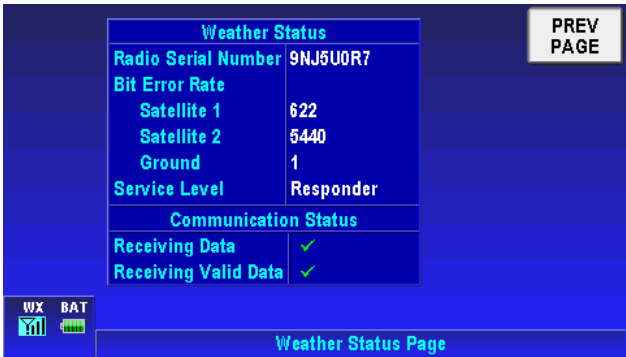 Weather Status
PREV
PAGE
Radio Serial Number 9NJ5U0R7
Bit Error Rate
Satellite 1 622
Satellite 2 5440
Ground 1
Service Level Responder
Communication Status
Receiving Data ✓
Receiving Valid Data ✓
WX BAT
Weather Status Page